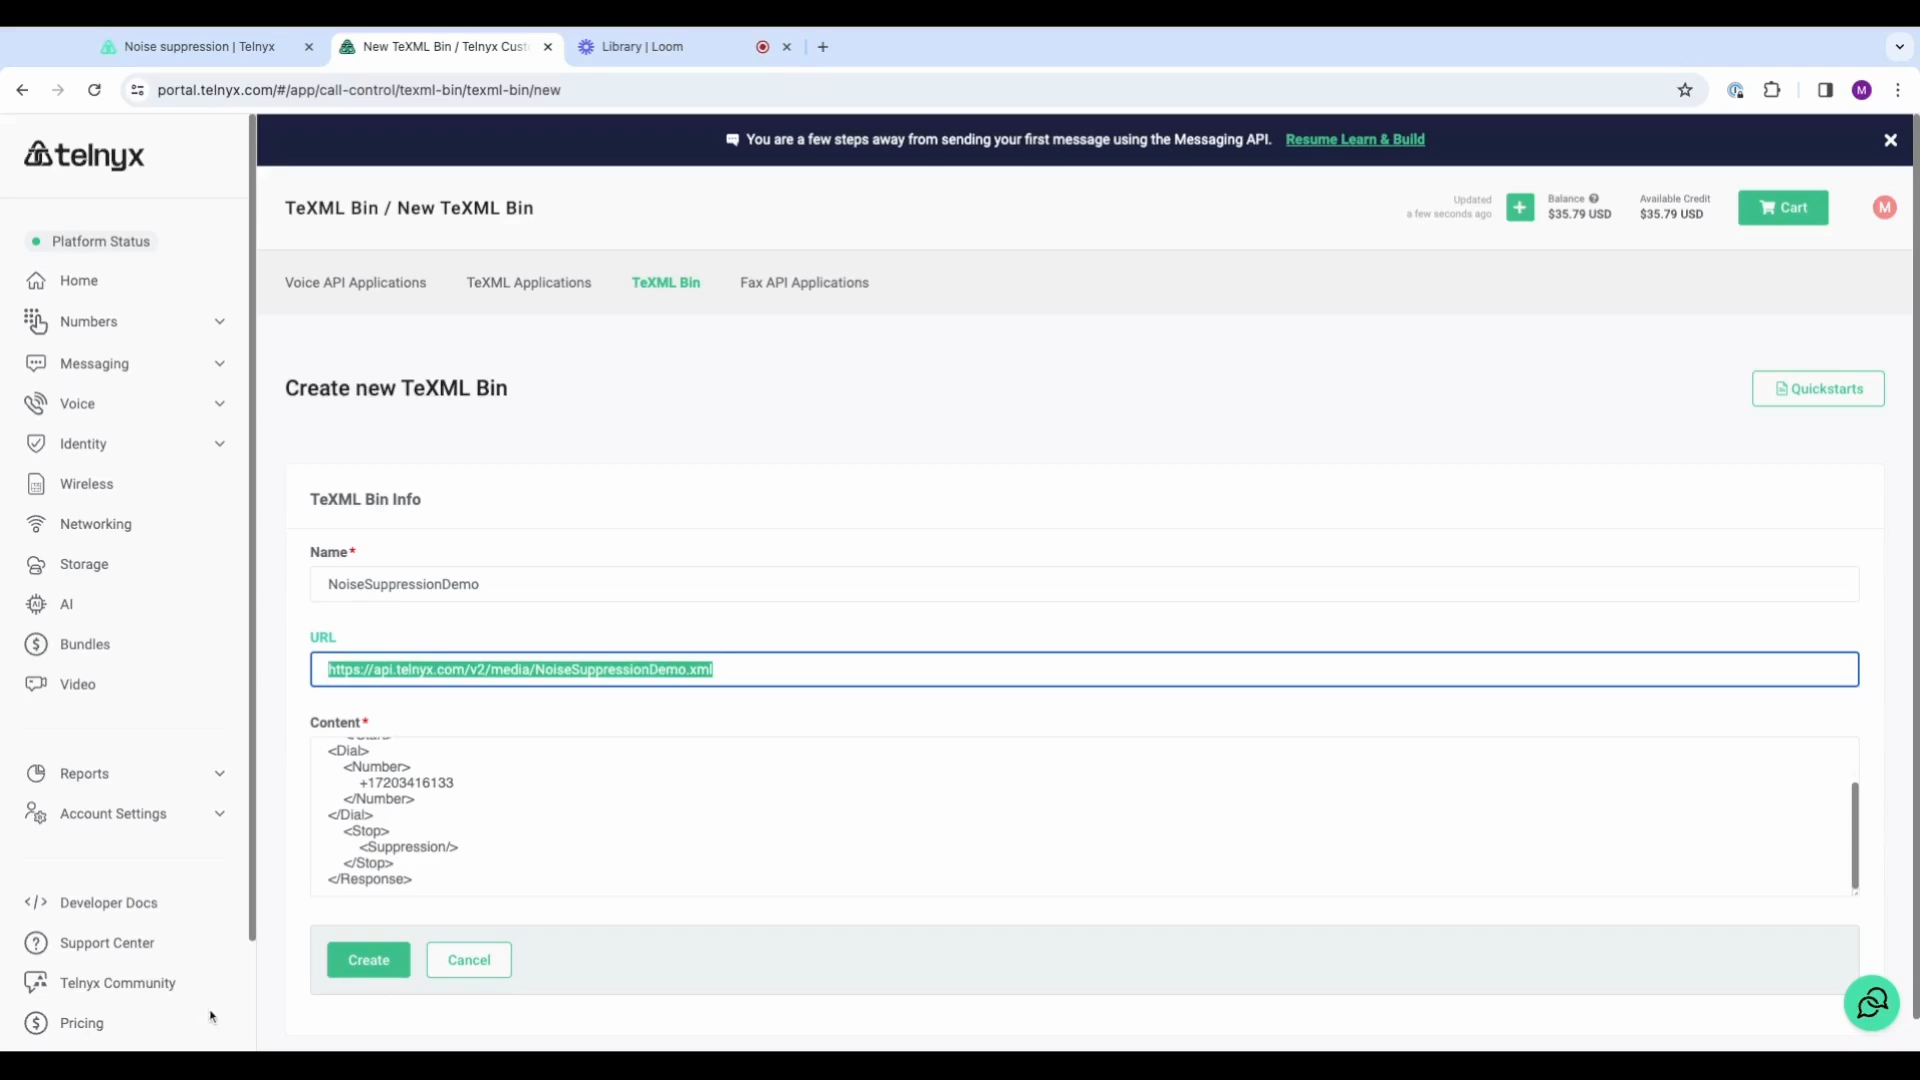 Noise suppression | Telnyx
New TeXML Bin / Telnyx Cust
Library | Loom
portal.telnyx.com/#/app/call-control/texml-bin/texml-bin/new
M
telnyx
You are a few steps away from sending your first message using the Messaging API. Resume Learn & Build
TeXML Bin / New TeXML Bin
Updated
a few seconds ago
Balance
$35.79 USD
Available Credit
$35.79 USD
Cart
M
Platform Status
Home
Numbers
Messaging
Voice
Identity
Wireless
Networking
Storage
AI
Bundles
Video
Reports
Account Settings
Developer Docs
Support Center
Telnyx Community
Pricing
Voice API Applications
TeXML Applications
TeXML Bin
Fax API Applications
Create new TeXML Bin
Quickstarts
TeXML Bin Info
Name*
NoiseSuppressionDemo
URL
https://api.telnyx.com/v2/media/NoiseSuppressionDemo.xml
Content*
<Dial>
<Number>
+17203416133
</Number>
</Dial>
<Stop>
<Suppression/>
</Stop>
</Response>
Create
Cancel